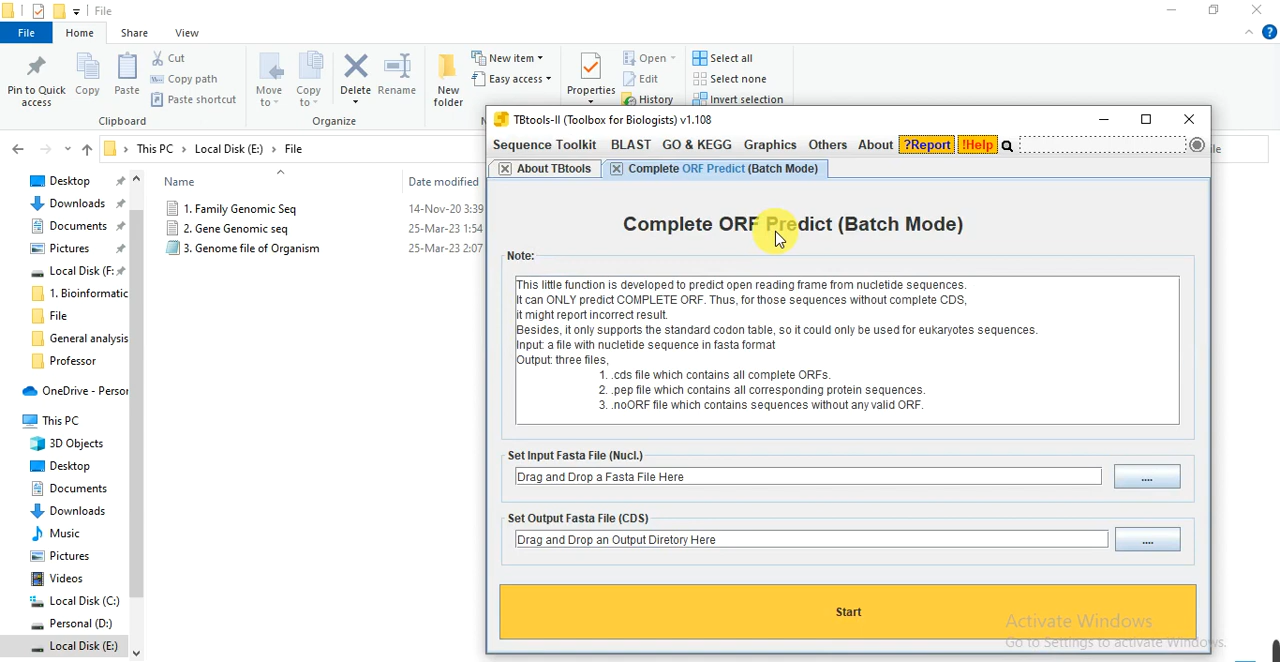 File
File Home Share View
Pin to Quick access
Copy
Paste
Cut
Copy path
Paste shortcut
Clipboard
Move to
Copy to
Delete
Rename
Organize
New folder
New item
Easy access
Properties
Open
Edit
History
Select all
Select none
Invert selection
This PC > Local Disk (E:) > File
Name Date modified
1. Family Genomic Seq 14-Nov-20 3:39
2. Gene Genomic seq 25-Mar-23 1:54
3. Genome file of Organism 25-Mar-23 2:07
Desktop
Downloads
Documents
Pictures
Local Disk (F:
1. Bioinformatic
File
General analysis
Professor
OneDrive - Person
This PC
3D Objects
Desktop
Documents
Downloads
Music
Pictures
Videos
Local Disk (C:)
Personal (D:)
Local Disk (E:)
TBtools-II (Toolbox for Biologists) v1.108
Sequence Toolkit BLAST GO & KEGG Graphics Others About ?Report !Help
About TBtools Complete ORF Predict (Batch Mode)
Complete ORF Predict (Batch Mode)
Note:
This little function is developed to predict open reading frame from nucletide sequences.
It can ONLY predict COMPLETE ORF. Thus, for those sequences without complete CDS,
it might report incorrect result.
Besides, it only supports the standard codon table, so it could only be used for eukaryotes sequences.
Input: a file with nucletide sequence in fasta format
Output: three files,
1. .cds file which contains all complete ORFs.
2. .pep file which contains all corresponding protein sequences.
3. .noORF file which contains sequences without any valid ORF.
Set Input Fasta File (Nucl.)
Drag and Drop a Fasta File Here ....
Set Output Fasta File (CDS)
Drag and Drop an Output Diretory Here ....
Start
Activate Windows
Go to Settings to activate Windows.